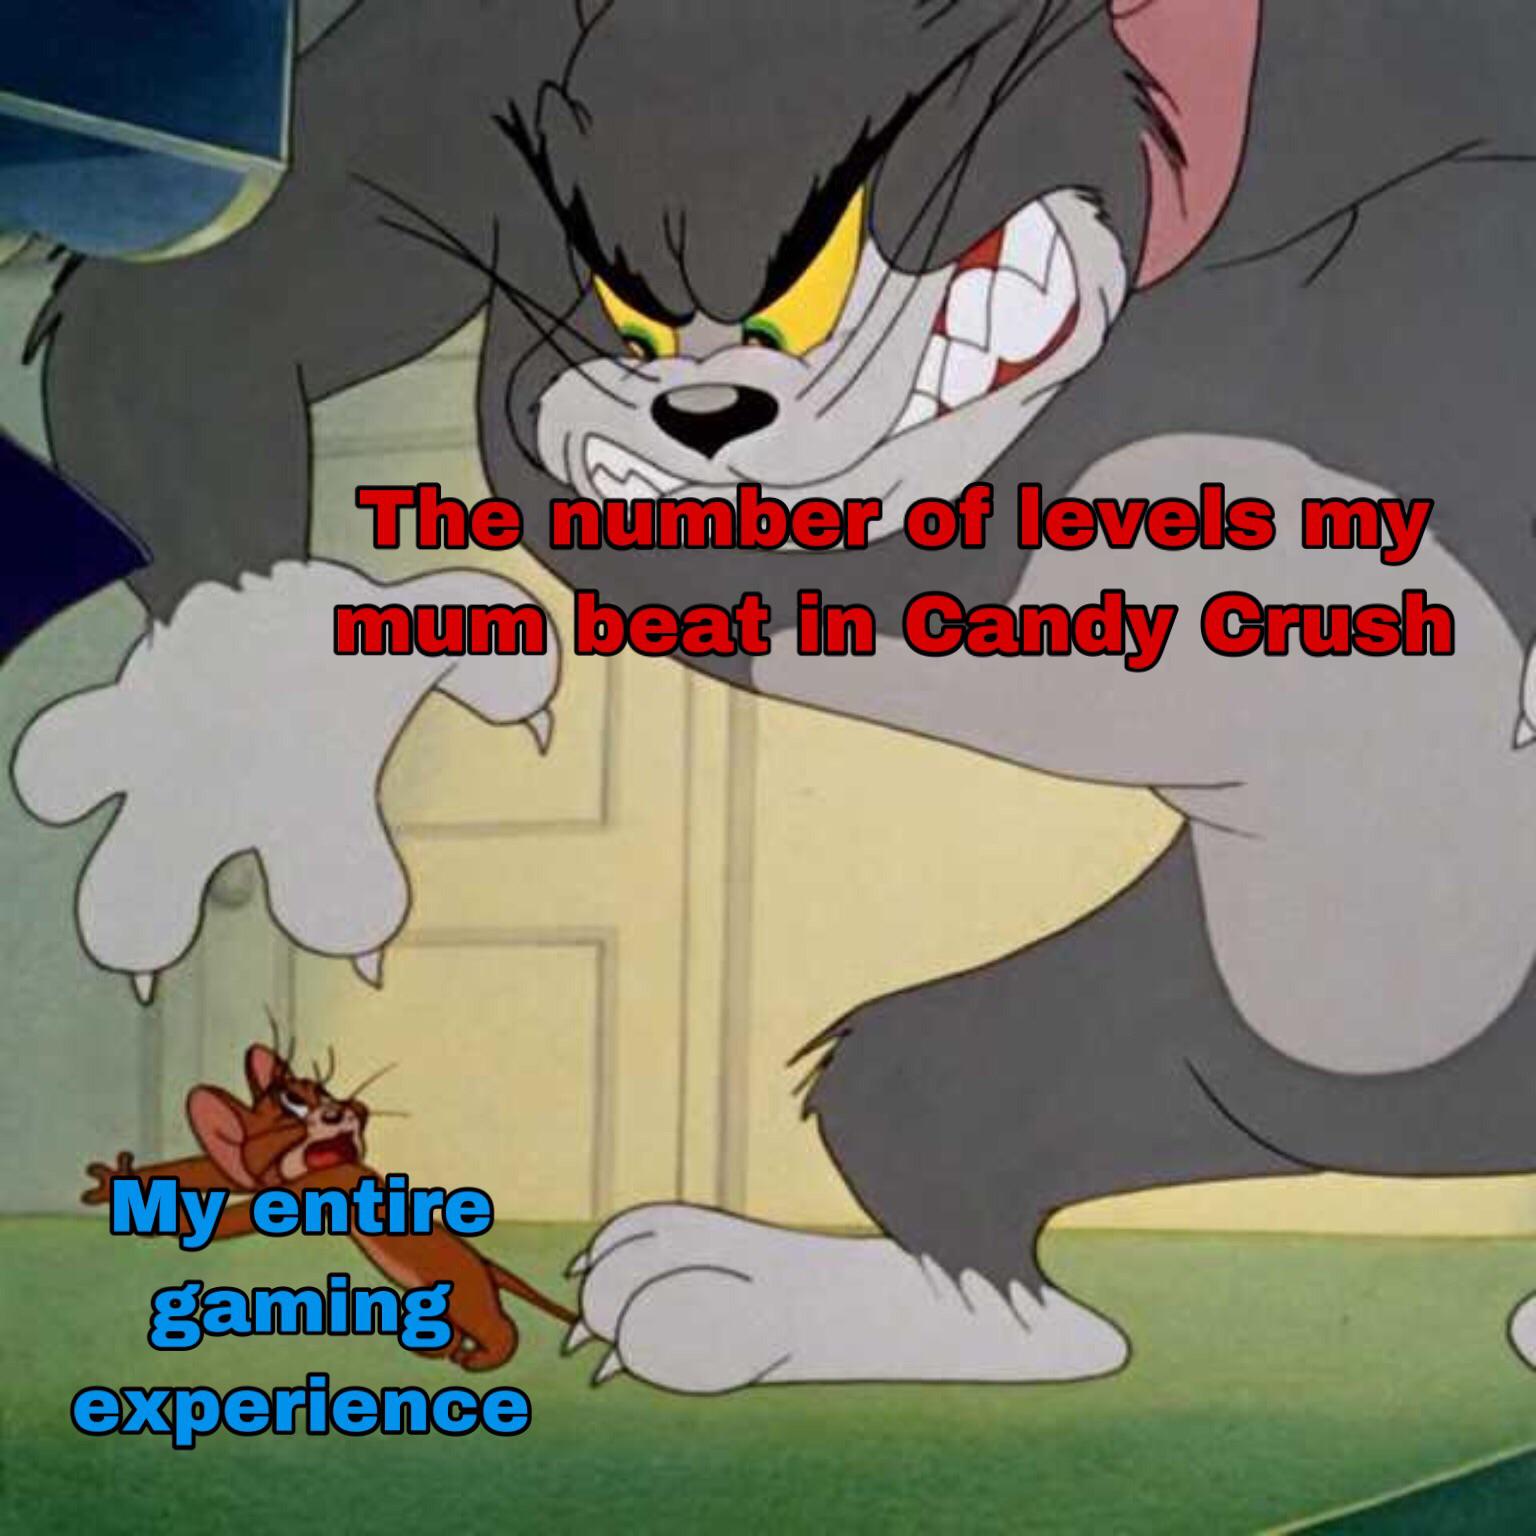 The number of levels my
mum beat in Candy Crush
My entire
gaming
experience